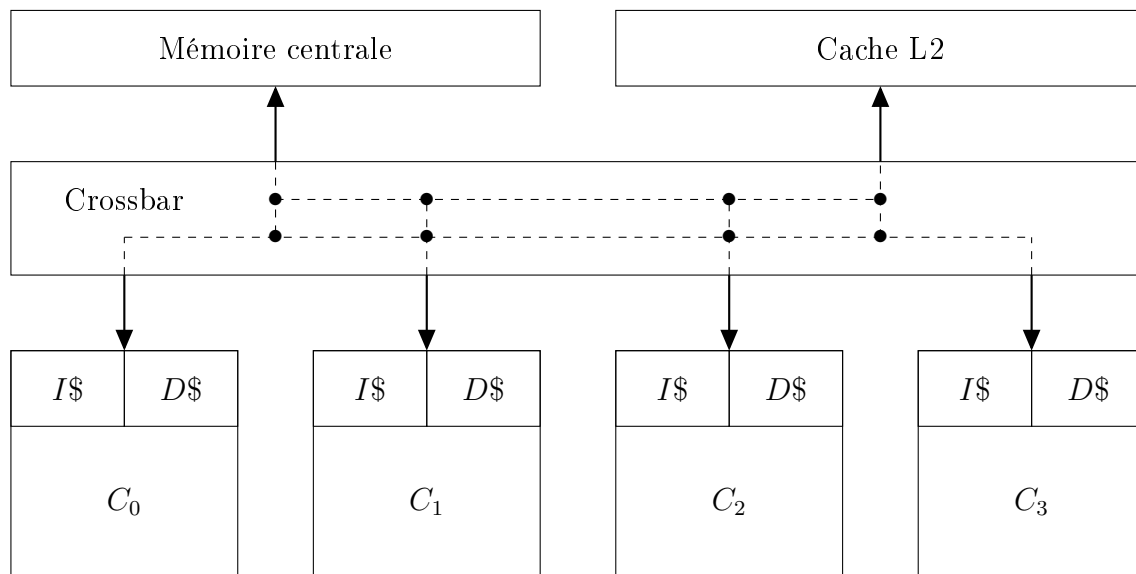 Mémoire centrale Cache L2
Crossbar
I$ D$ I$ D$ I$ D$ I$ D$
C₀ C₁ C₂ C₃